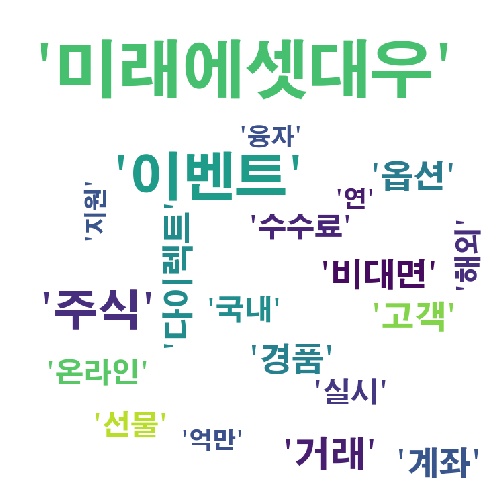 '미래에셋대우'
'융자'
'이벤트'
'옵션'
'지원'
'연'
'수수료'
'다이렉트'
'해외'
'비대면'
'주식'
'국내'
'고객'
'경품'
'온라인'
'실시'
'선물'
'억만'
'거래'
'계좌'